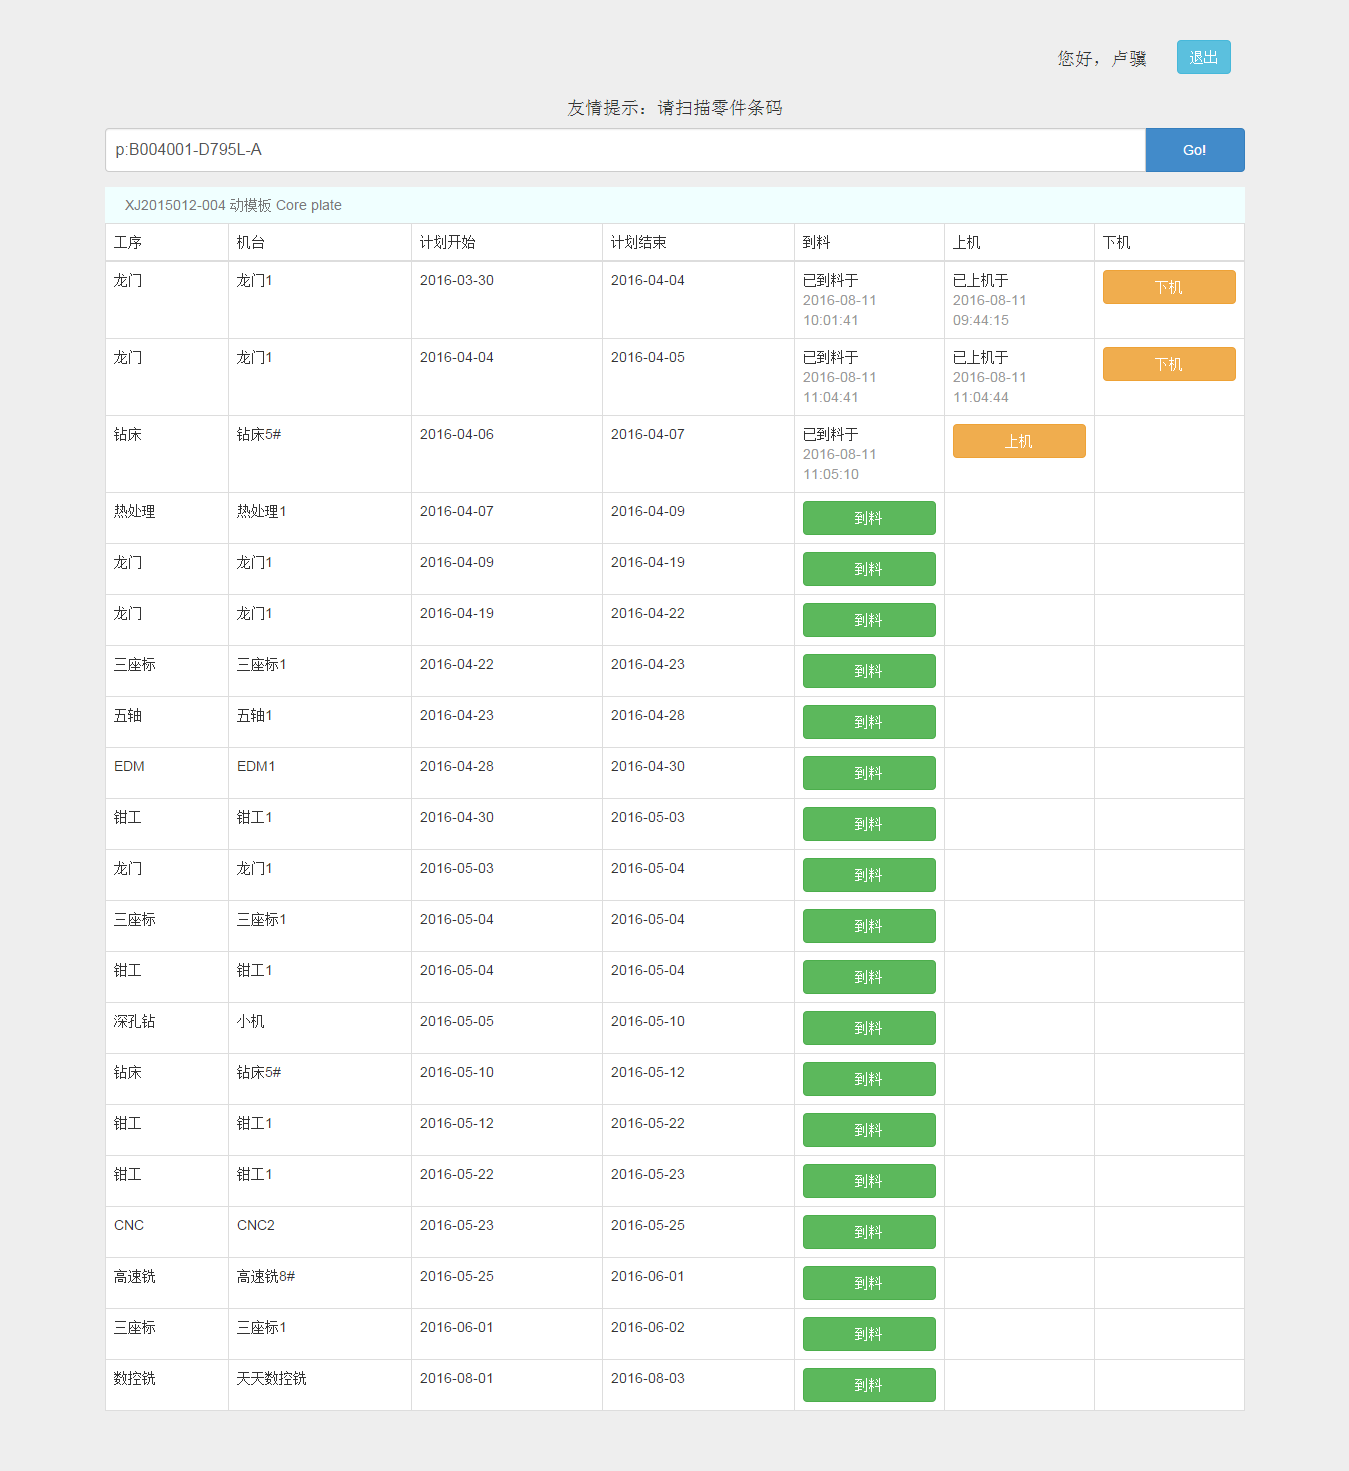 您好，卢骥
退出
友情提示：请扫描零件条码
p:B004001-D795L-A
Go!
XJ2015012-004 动模板 Core plate
工序 机台 计划开始 计划结束 到料 上机 下机
龙门 龙门1 2016-03-30 2016-04-04 已到料于 已上机于 下机
2016-08-11 2016-08-11
10:01:41 09:44:15
龙门 龙门1 2016-04-04 2016-04-05 已到料于 已上机于 下机
2016-08-11 2016-08-11
11:04:41 11:04:44
钻床 钻床5# 2016-04-06 2016-04-07 已到料于 上机
2016-08-11
11:05:10
热处理 热处理1 2016-04-07 2016-04-09 到料
龙门 龙门1 2016-04-09 2016-04-19 到料
龙门 龙门1 2016-04-19 2016-04-22 到料
三座标 三座标1 2016-04-22 2016-04-23 到料
五轴 五轴1 2016-04-23 2016-04-28 到料
EDM EDM1 2016-04-28 2016-04-30 到料
钳工 钳工1 2016-04-30 2016-05-03 到料
龙门 龙门1 2016-05-03 2016-05-04 到料
三座标 三座标1 2016-05-04 2016-05-04 到料
钳工 钳工1 2016-05-04 2016-05-04 到料
深孔钻 小机 2016-05-05 2016-05-10 到料
钻床 钻床5# 2016-05-10 2016-05-12 到料
钳工 钳工1 2016-05-12 2016-05-22 到料
钳工 钳工1 2016-05-22 2016-05-23 到料
CNC CNC2 2016-05-23 2016-05-25 到料
高速铣 高速铣8# 2016-05-25 2016-06-01 到料
三座标 三座标1 2016-06-01 2016-06-02 到料
数控铣 天天数控铣 2016-08-01 2016-08-03 到料